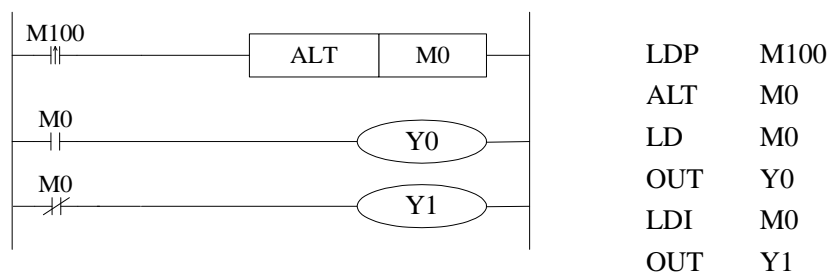 M100
ALT M0
M0
Y0
M0
Y1
LDP M100
ALT M0
LD M0
OUT Y0
LDI M0
OUT Y1